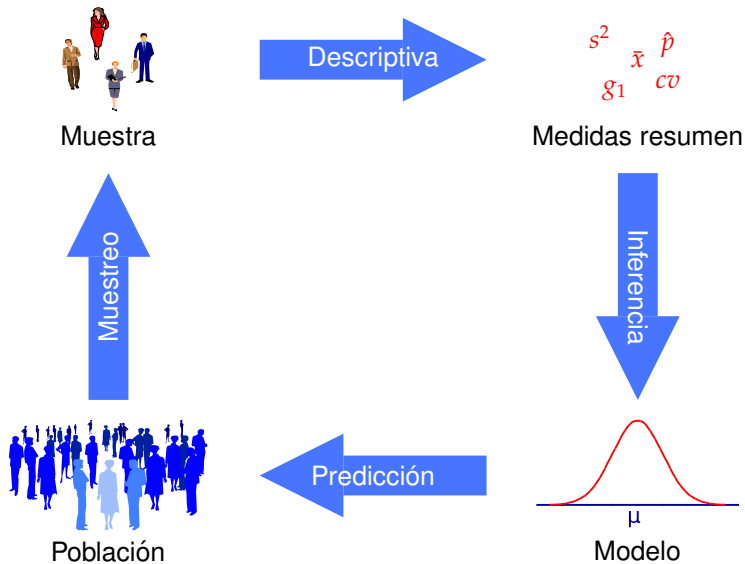 Descriptiva
s² x̄ p̂
g₁ cv
Muestra
Medidas resumen
Muestreo
Inferencia
Predicción
μ
Población
Modelo